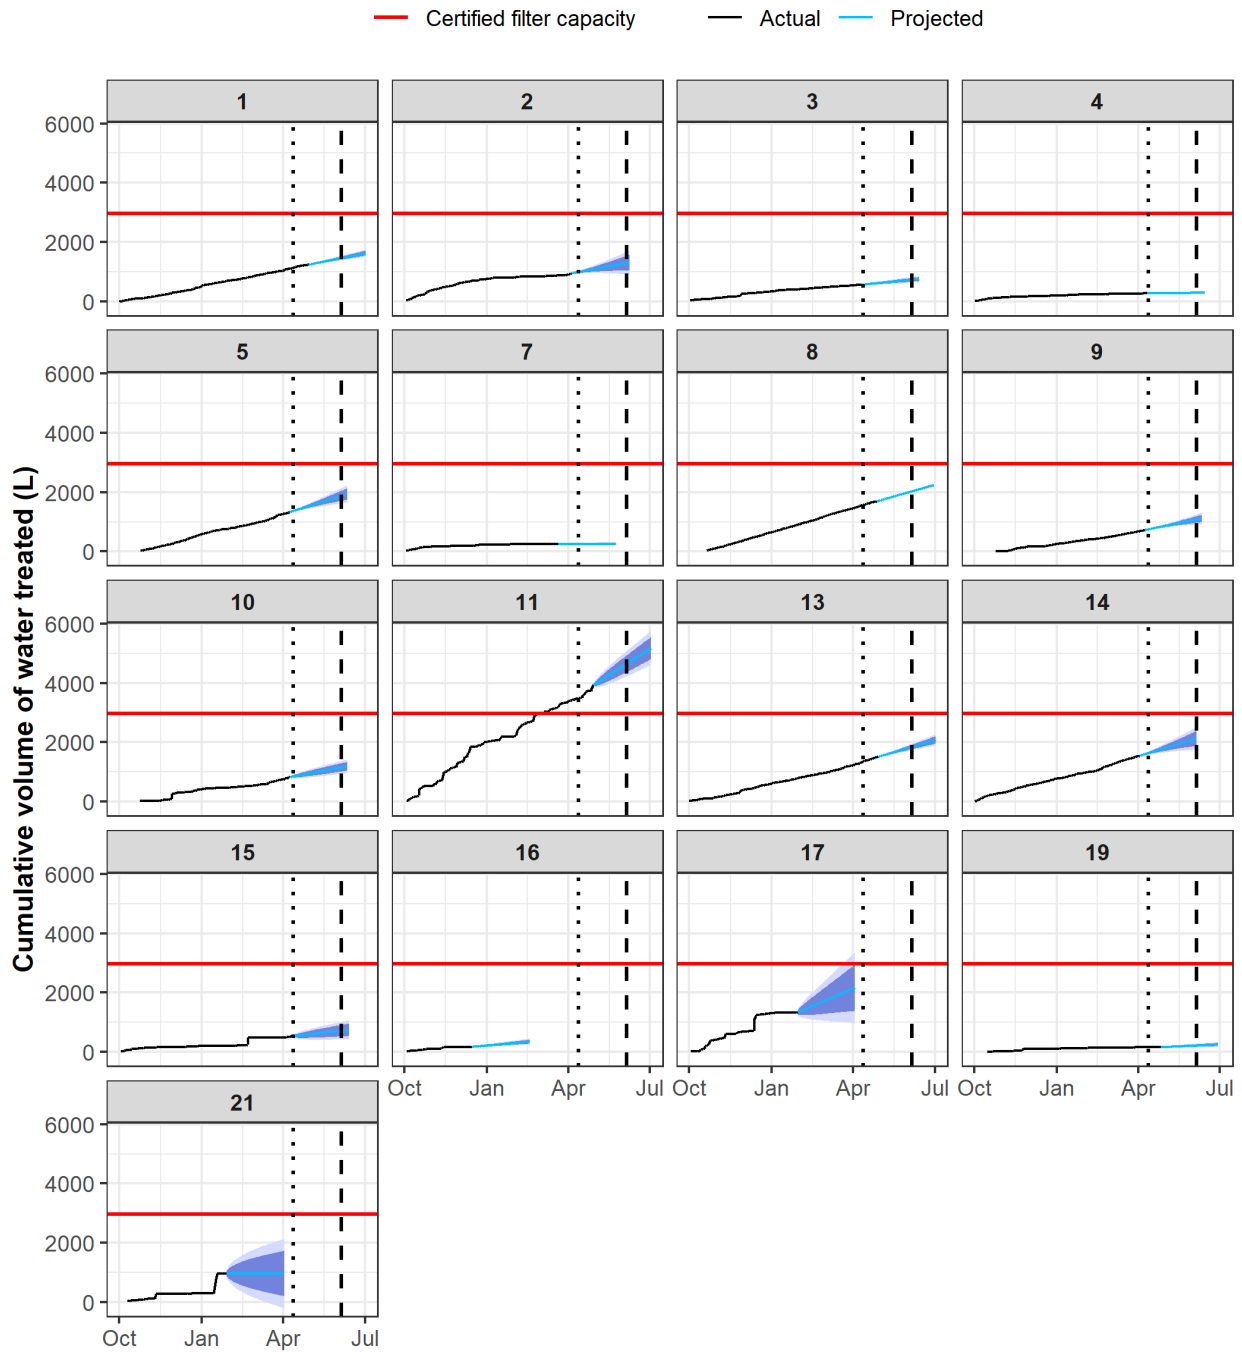 Certified filter capacity Actual Projected
Cumulative volume of water treated (L)
1 2 3 4
6000
4000
2000
0
5 7 8 9
6000
4000
2000
0
10 11 13 14
6000
4000
2000
0
15 16 17 19
6000
4000
2000
0
Oct Jan Apr Jul Oct Jan Apr Jul Oct Jan Apr Jul
21
6000
4000
2000
0
Oct Jan Apr Jul